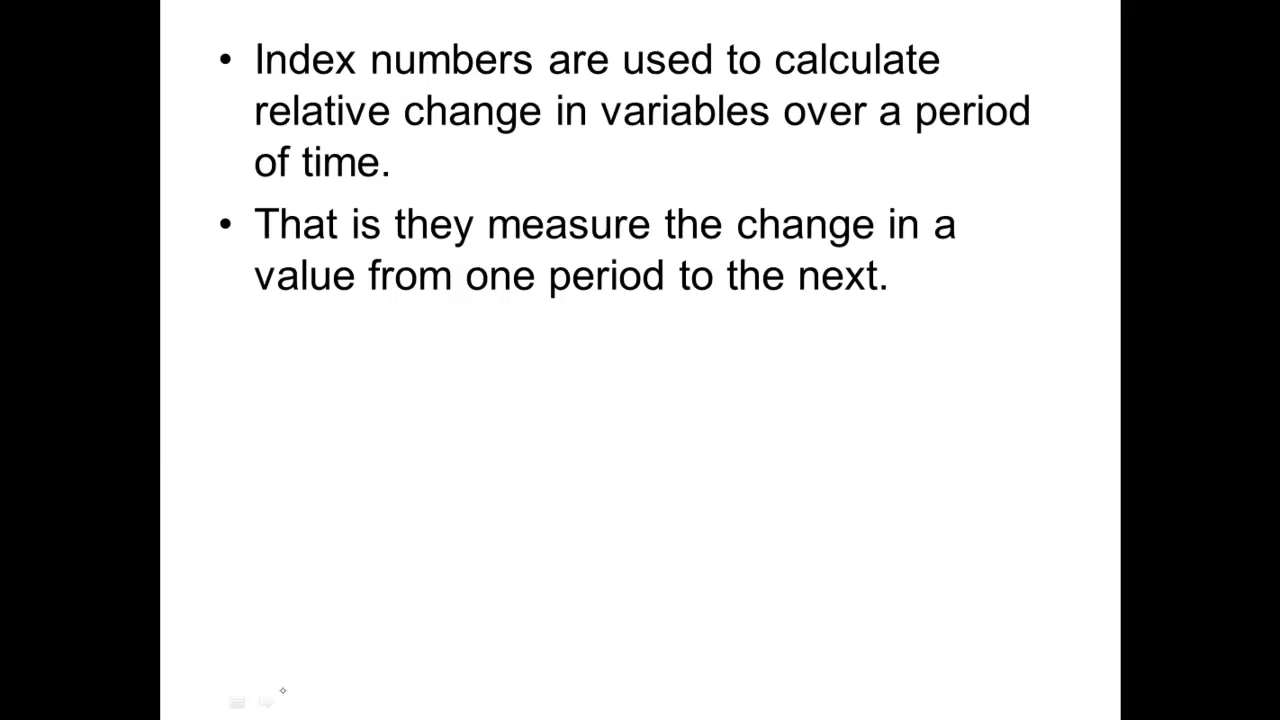 • Index numbers are used to calculate
relative change in variables over a period
of time.
• That is they measure the change in a
value from one period to the next.